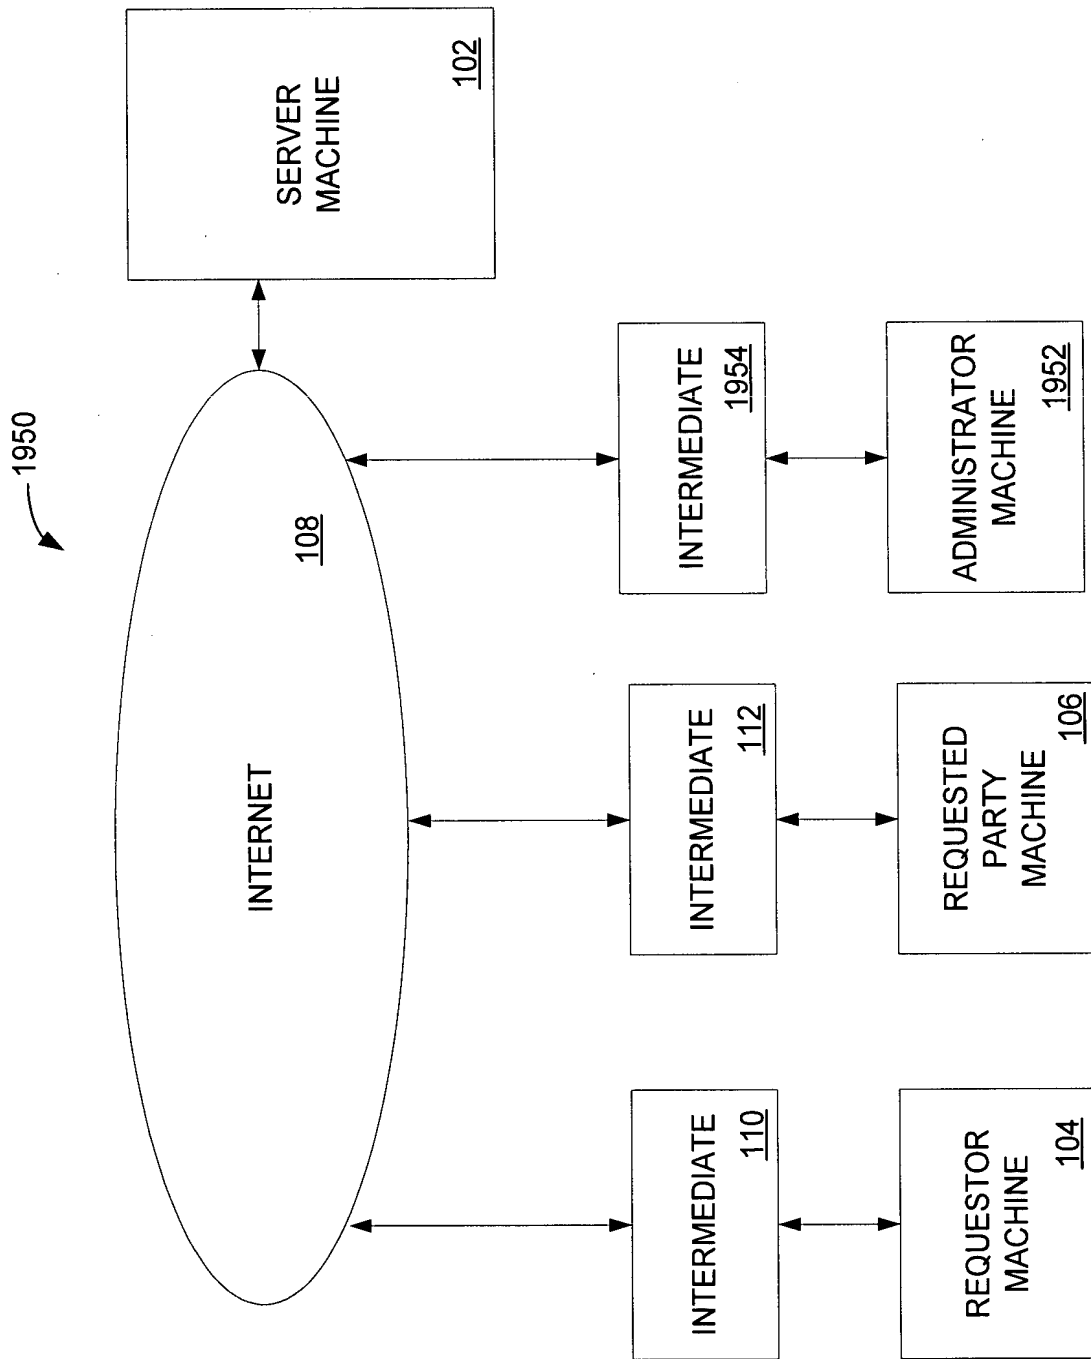 1950
INTERNET
108
SERVER
MACHINE
102
INTERMEDIATE
110
INTERMEDIATE
112
INTERMEDIATE
1954
REQUESTOR
MACHINE
104
REQUESTED
PARTY
MACHINE
106
ADMINISTRATOR
MACHINE
1952